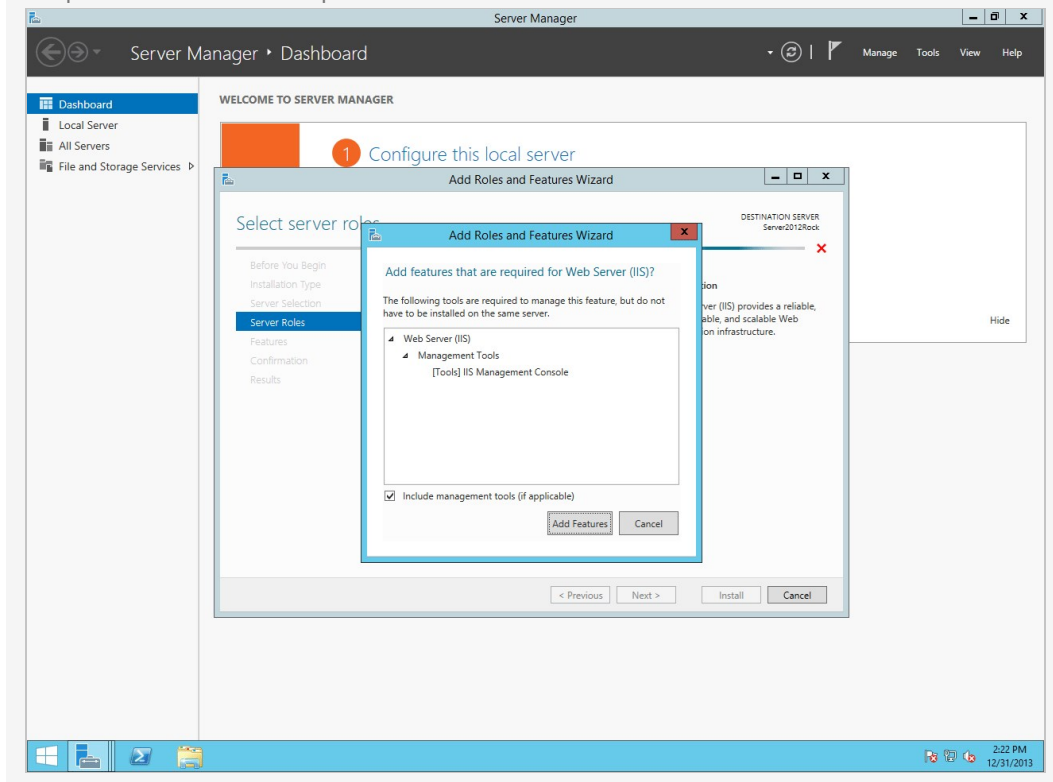 Server Manager
Server Manager • Dashboard
Manage Tools View Help
Dashboard
Local Server
All Servers
File and Storage Services
WELCOME TO SERVER MANAGER
1 Configure this local server
Add Roles and Features Wizard
Select server
DESTINATION SERVER
Server2012Rock
Before You Begin
Installation Type
Server Selection
Server Roles
Features
Confirmation
Results
(IIS) provides a reliable,
and scalable Web
infrastructure.
Hide
Add Roles and Features Wizard
Add features that are required for Web Server (IIS)?
The following tools are required to manage this feature, but do not
have to be installed on the same server.
Web Server (IIS)
Management Tools
[Tools] IIS Management Console
Include management tools (if applicable)
Add Features Cancel
< Previous Next > Install Cancel
2:22 PM
12/31/2013